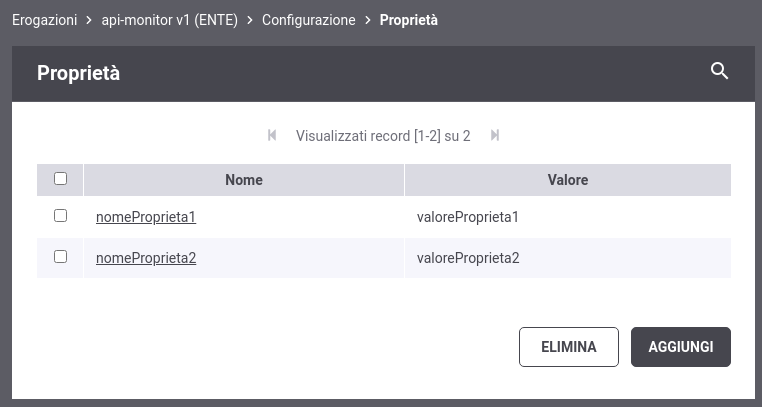 Erogazioni > api-monitor v1 (ENTE) > Configurazione > Proprietà
Proprietà
Visualizzati record [1-2] su 2
Nome Valore
nomeProprieta1 valoreProprieta1
nomeProprieta2 valoreProprieta2
ELIMINA AGGIUNGI